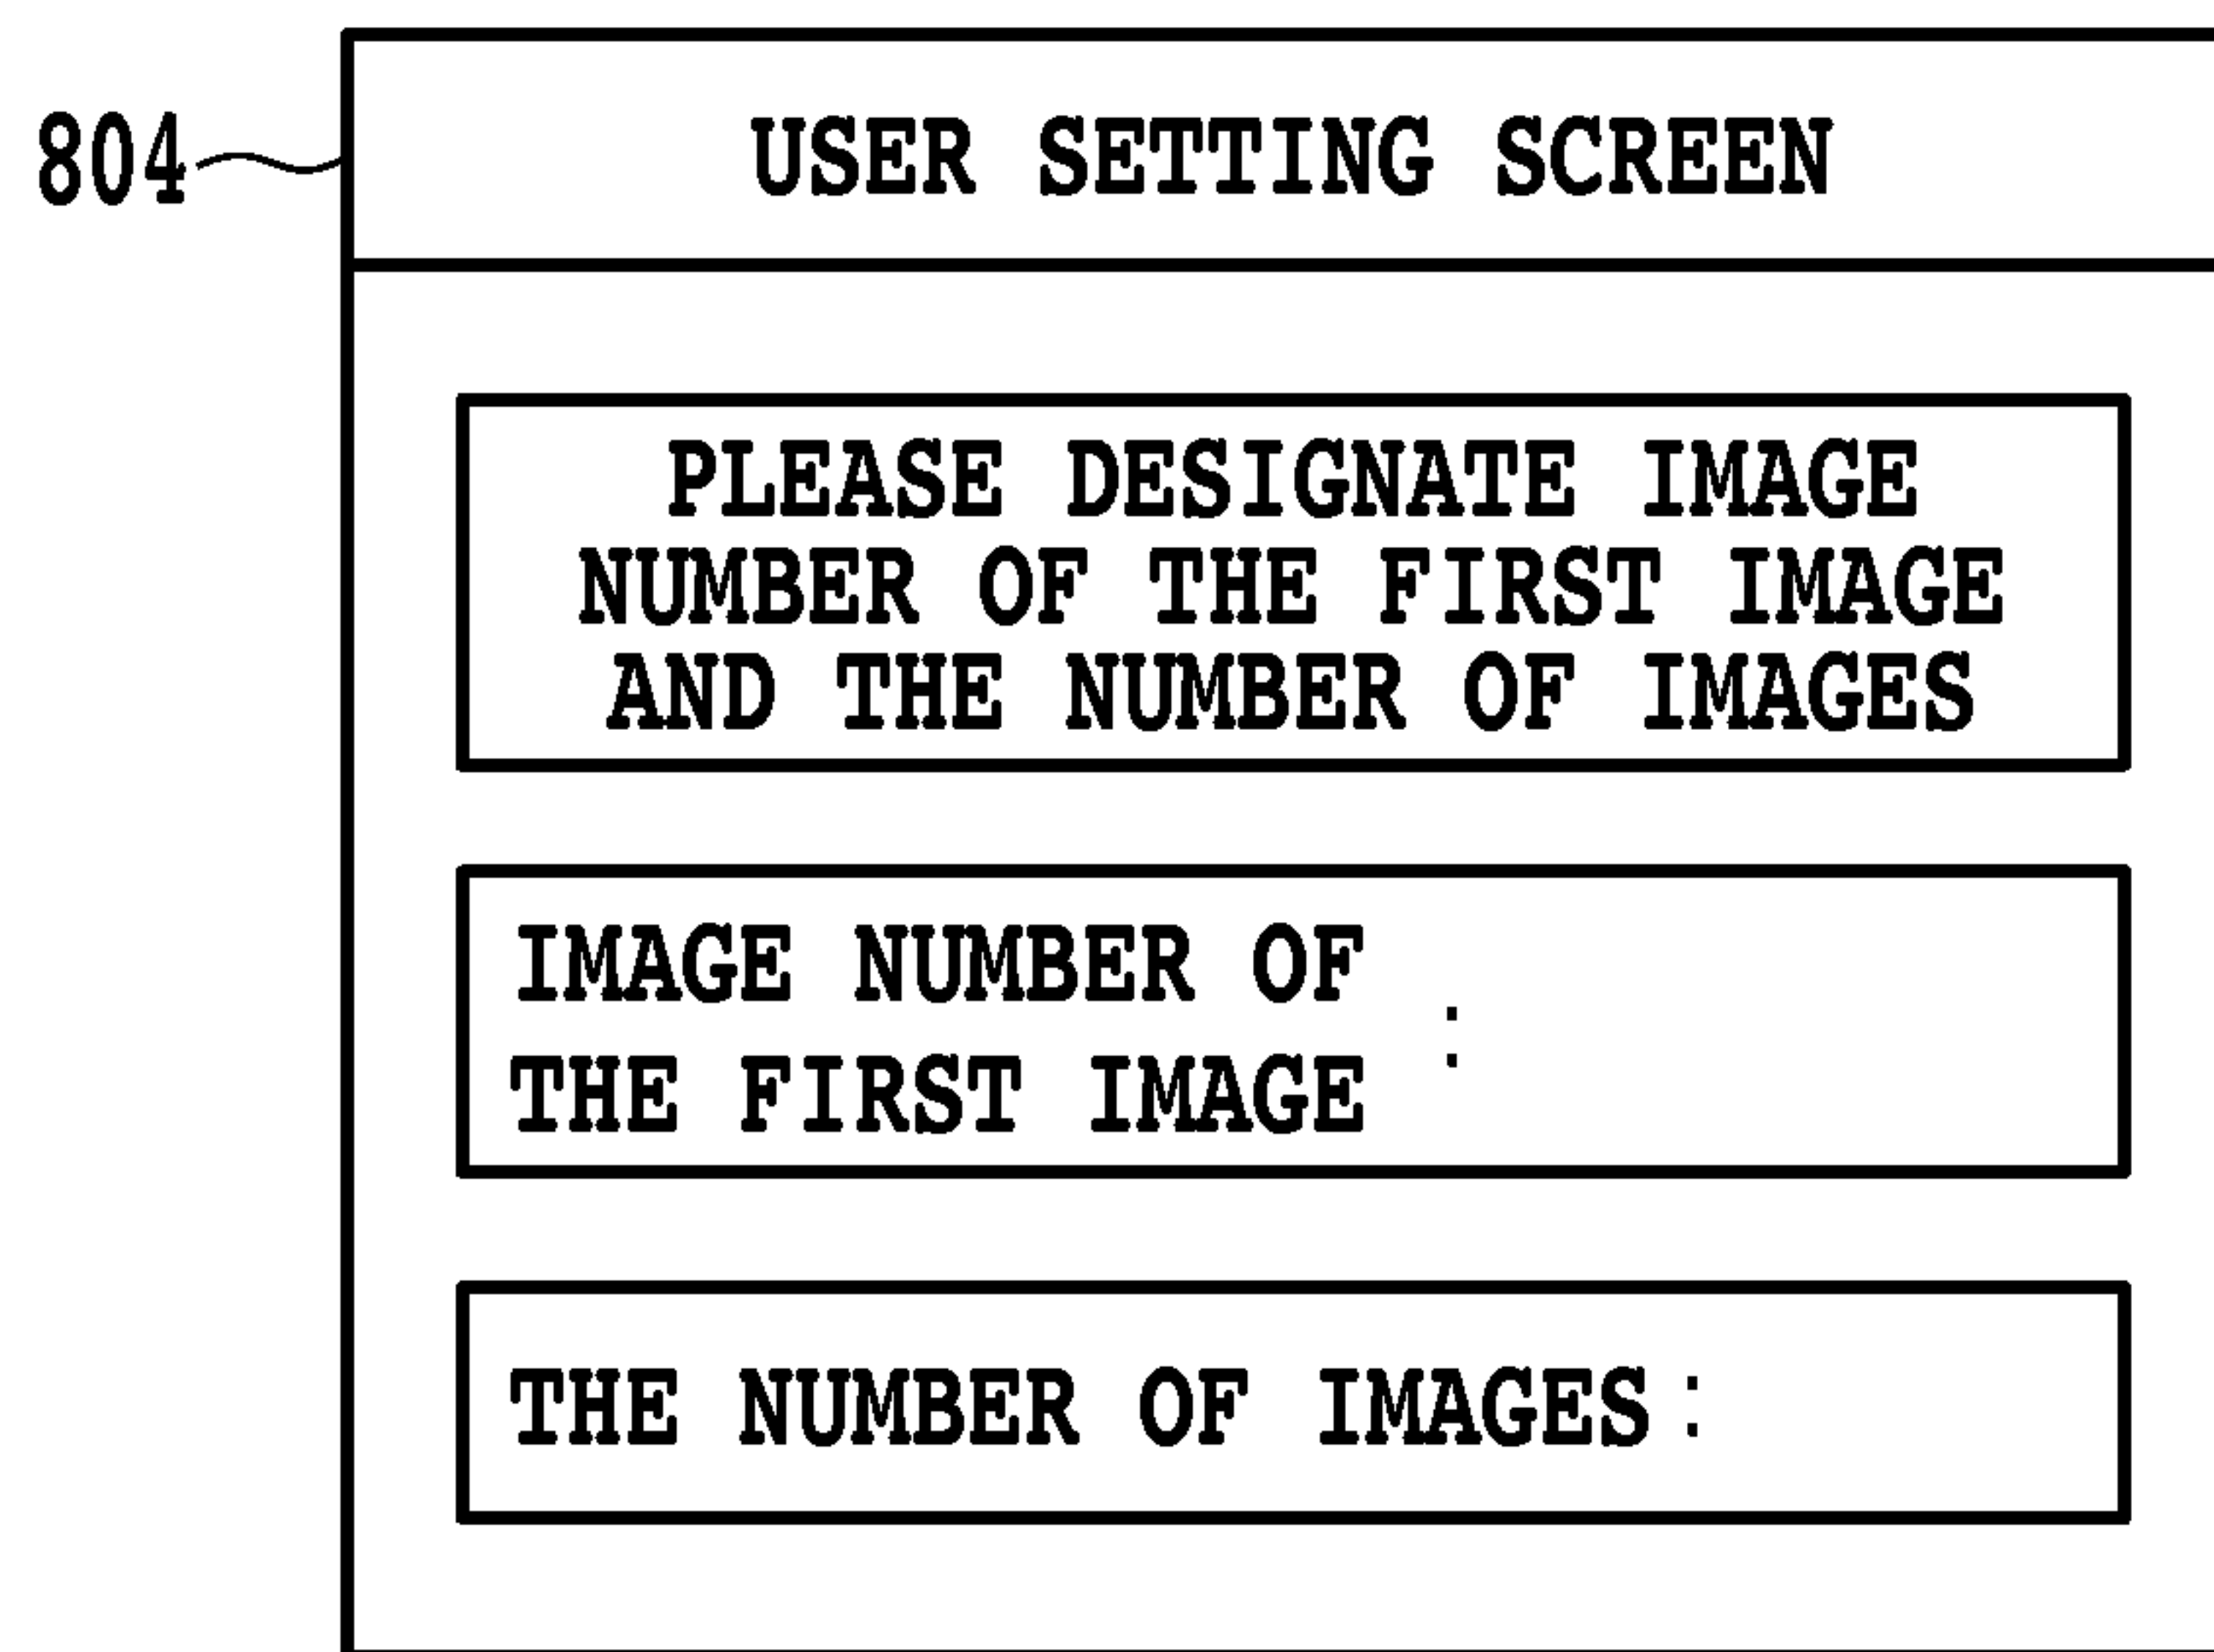 804
USER SETTING SCREEN
PLEASE DESIGNATE IMAGE
NUMBER OF THE FIRST IMAGE
AND THE NUMBER OF IMAGES
IMAGE NUMBER OF
THE FIRST IMAGE :
THE NUMBER OF IMAGES: